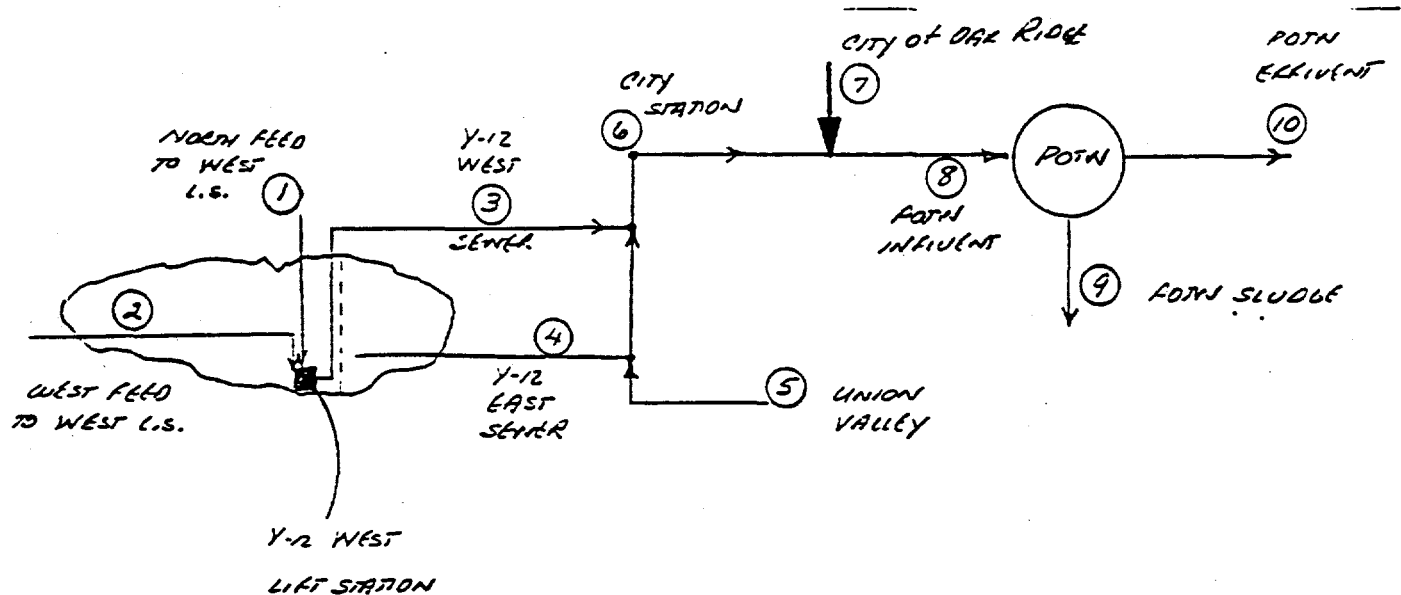 CITY of OAK RIDGE
7
POTW
EFFLUENT
10
CITY
STATION
6
NORTH FEED
TO WEST
L.S.
1
Y-12
WEST
3
SEWER
POTW
8
POTW
INFLUENT
2
4
9
POTW SLUDGE
WEST FEED
TO WEST L.S.
Y-12
EAST
SEWER
5
UNION
VALLEY
Y-12 WEST
LIFT STATION